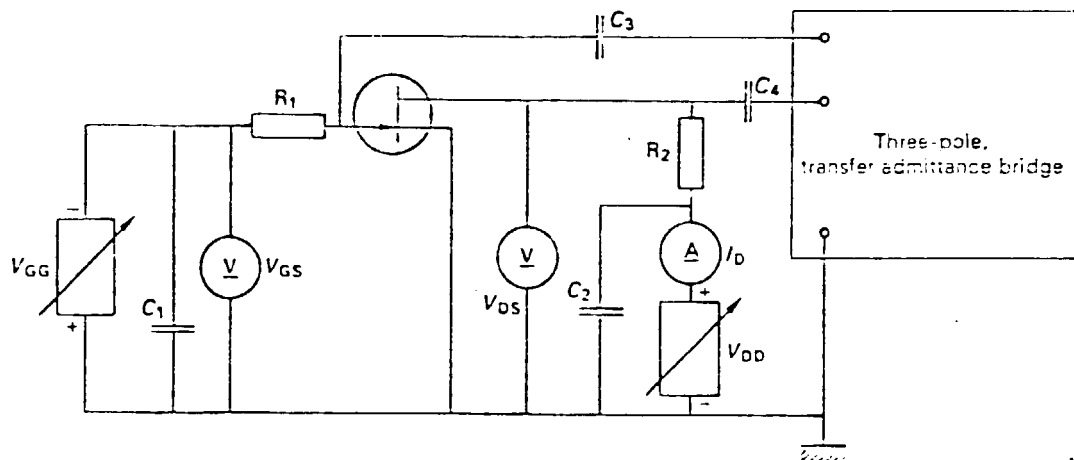 C3
C4
R1
R2
Three-pole,
transfer admittance bridge
−
VGG
+
C1
V
VGS
V
VDS
C2
A
ID
+
VDD
−